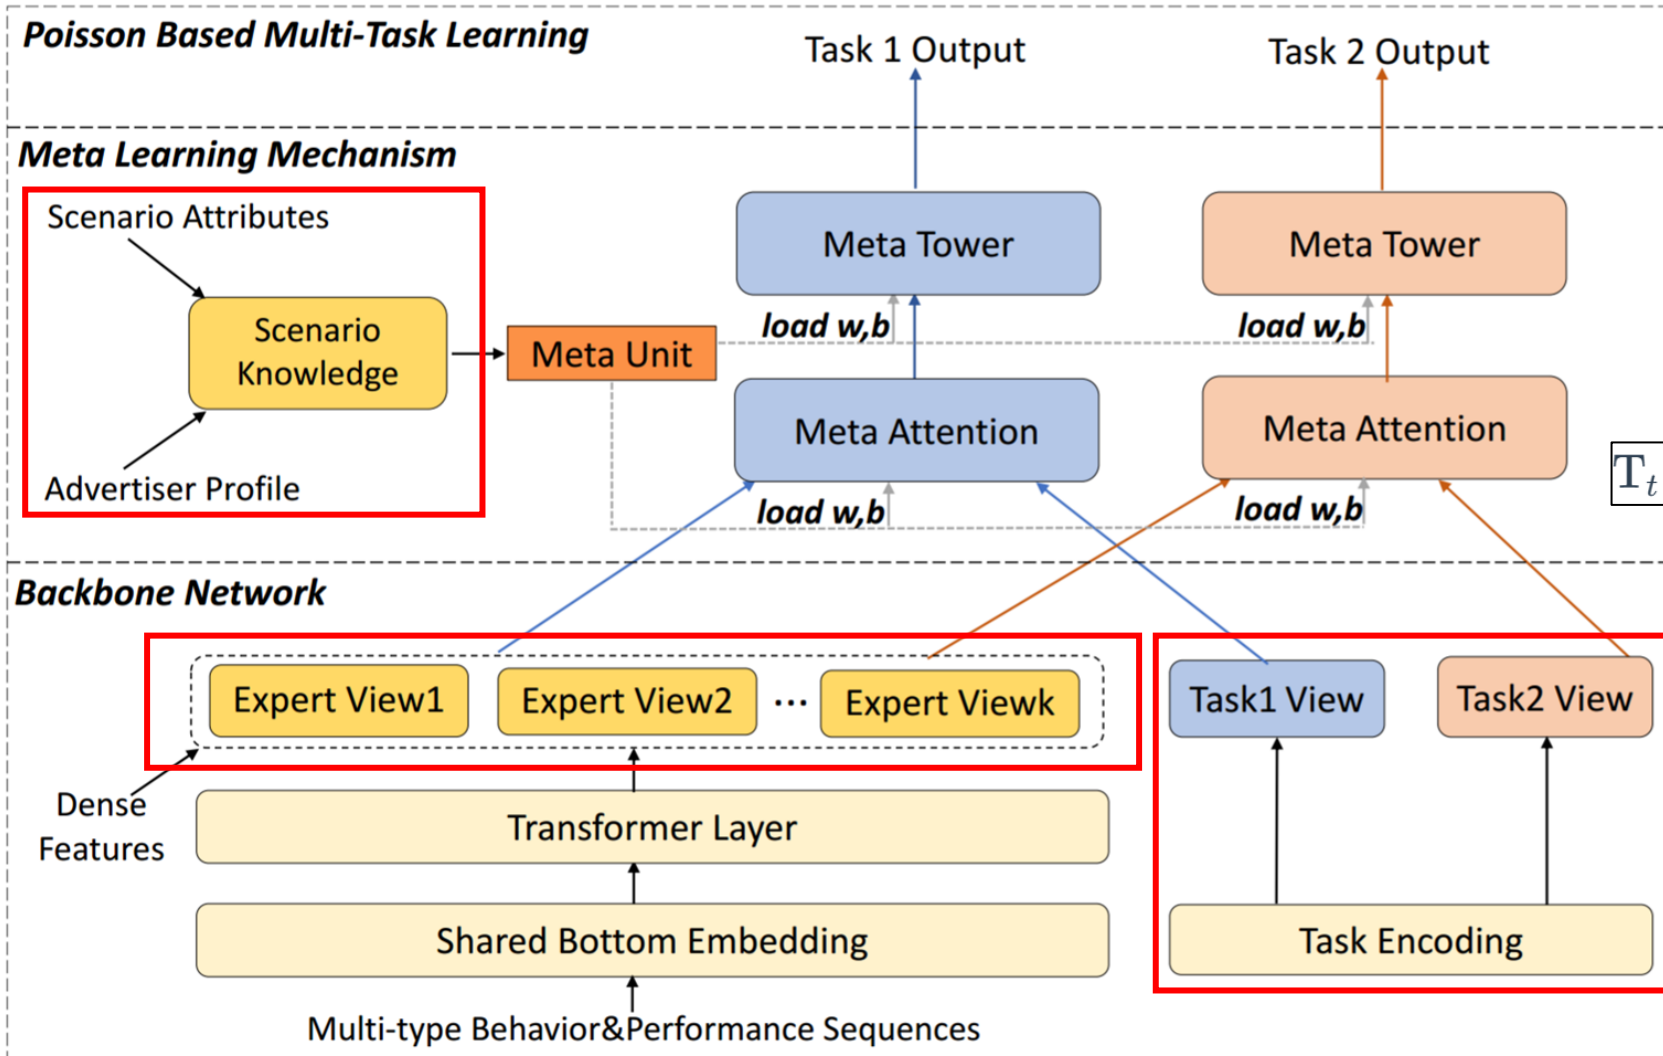 Poisson Based Multi-Task Learning
Task 1 Output
Task 2 Output
Meta Learning Mechanism
Scenario Attributes
Scenario
Knowledge
Advertiser Profile
Meta Unit
Meta Tower
Meta Tower
load w,b
load w,b
Meta Attention
Meta Attention
load w,b
load w,b
T_t
Backbone Network
Expert View1
Expert View2
...
Expert Viewk
Task1 View
Task2 View
Dense
Features
Transformer Layer
Shared Bottom Embedding
Task Encoding
Multi-type Behavior&Performance Sequences